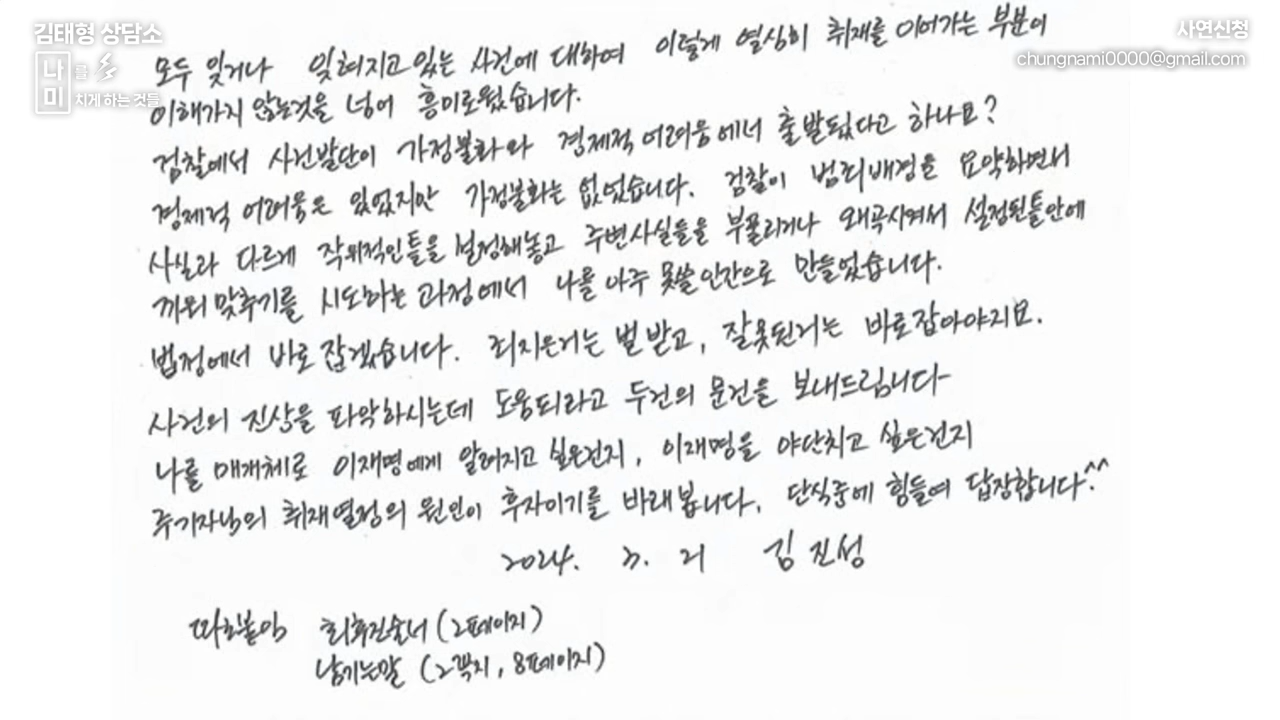 김태형 상담소
나를
미치게 하는 것들
사연신청
chungnami0000@gmail.com
모두 잊거나 잊혀지고 있는 사건에 대하여 이렇게 열심히 취재를 이어가는 부분이
이해가지 않는것을 넘어 흥미로웠습니다.
검찰에서 사건발단이 가정불화와 경제적 어려움에서 출발됬다고 하나요?
경제적 어려움은 있었지만 가정불화는 없었습니다. 검찰이 범죄배경을 요약하면서
사실과 다르게 작위적인틀을 설정해놓고 주변사실들을 부풀리거나 왜곡시켜서 설정된틀안에
끼워 맞추기를 시도하는 과정에서 나를 아주 못쓸 인간으로 만들었습니다.
법정에서 바로 잡겠습니다. 죄지은거는 벌 받고, 잘못된거는 바로잡아야지요.
사건의 진상을 파악하시는데 도움되라고 두건의 문건을 보내드립니다
나를 매개체로 이재명에게 알려지고 싶은건지, 이재명을 야단치고 싶은건지
주기자님의 취재열정의 원인이 후자이기를 바래봅니다. 단식중에 힘들여 답장합니다.^^
2024. 3. 21 김진성
따로붙임 최후진술서 (2페이지)
남기는말 (2꼭지, 8페이지)